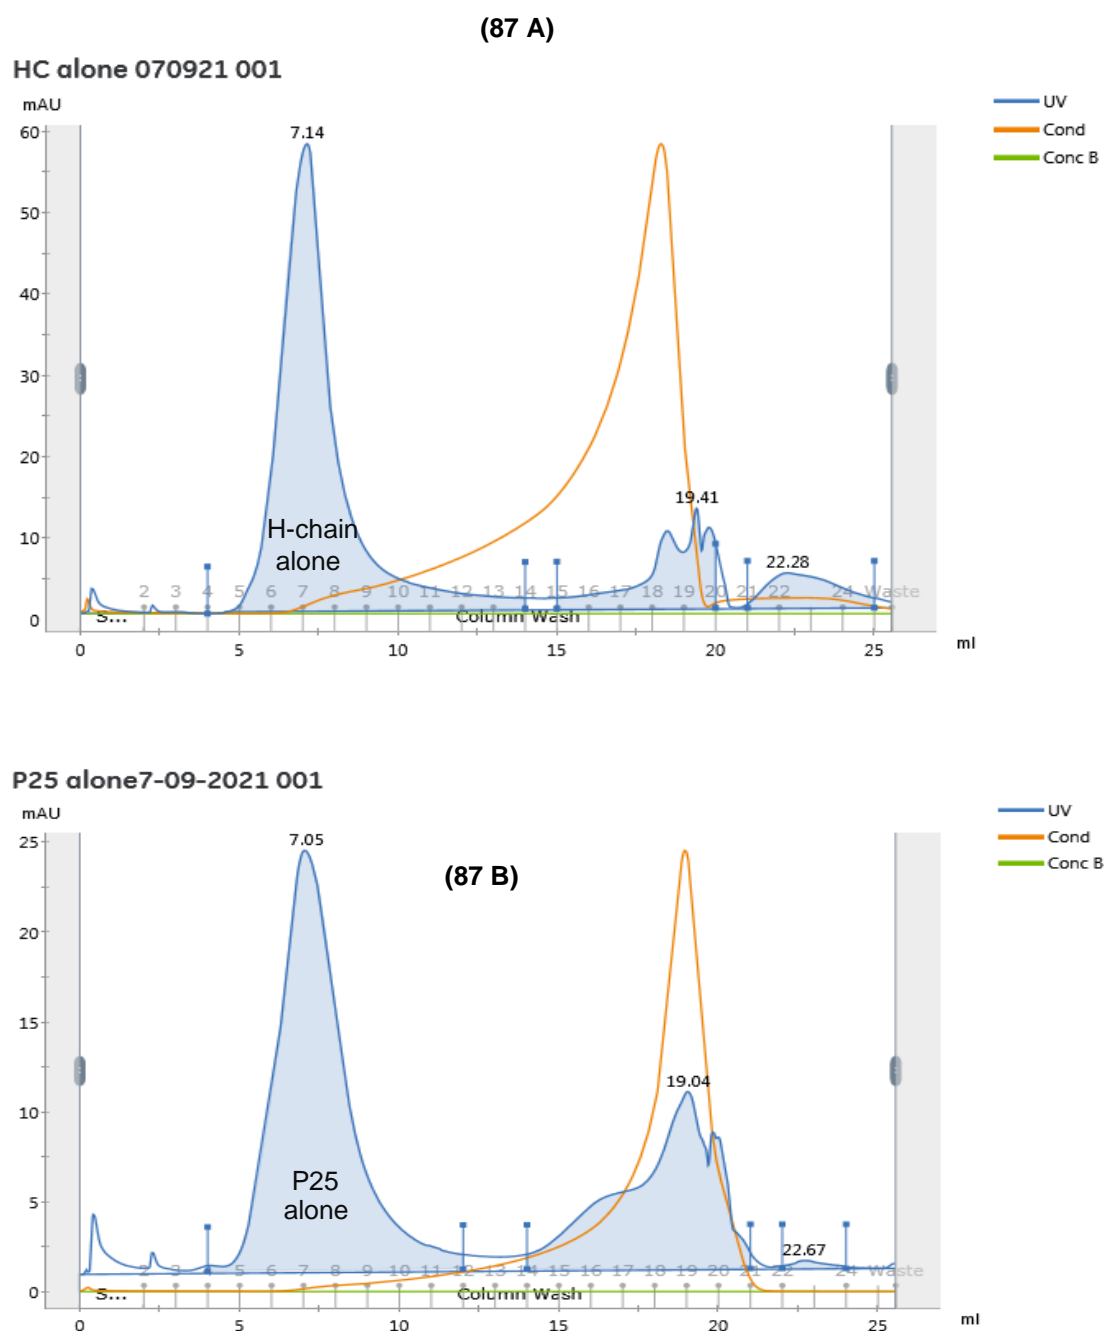 (87 A)
HC alone 070921 001
mAU
UV
Cond
Conc B
60
7.14
50
40
30
20
19.41
10
H-chain
alone
22.28
2 3 4 5 6 7 8 9 10 11 12 13 14 15 16 17 18 19 20 21 22 24 Waste
0
S...
Column Wash
0 5 10 15 20 25
ml
P25 alone7-09-2021 001
mAU
UV
Cond
Conc B
25
7.05
(87 B)
20
15
19.04
10
P25
alone
5
22.67
2 3 4 5 6 7 8 9 10 11 12 13 14 15 16 17 18 19 20 21 22 24 Waste
0
S...
Column Wash
0 5 10 15 20 25
ml